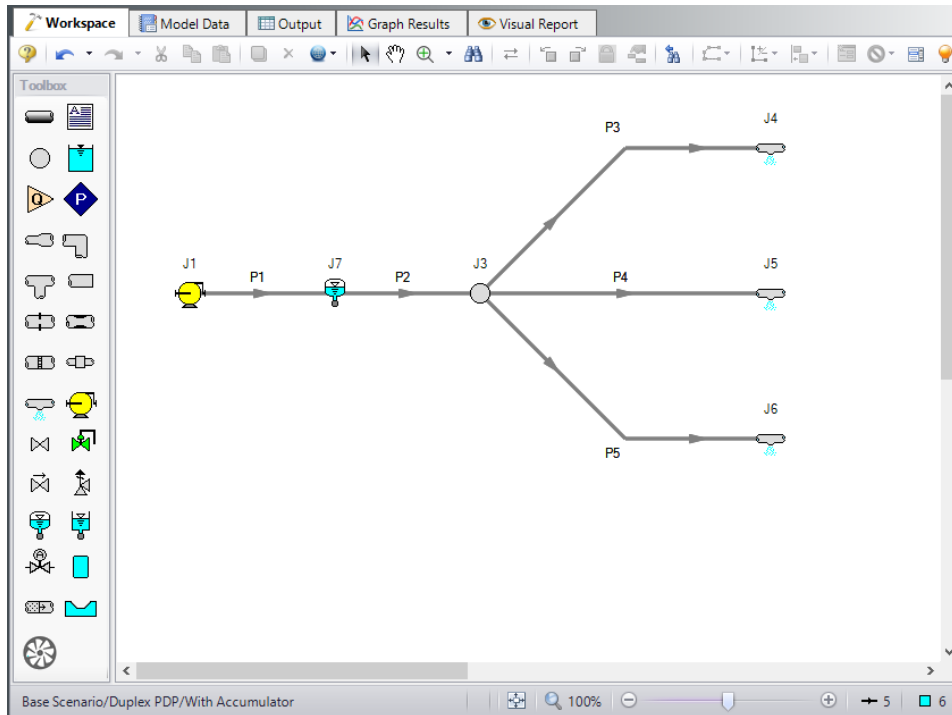 Workspace Model Data Output Graph Results Visual Report
Toolbox
A
Q P
J4
P3
J1 J7 J3 J5
P1 P2 P4
J6
P5
Base Scenario/Duplex PDP/With Accumulator 100% 5 6